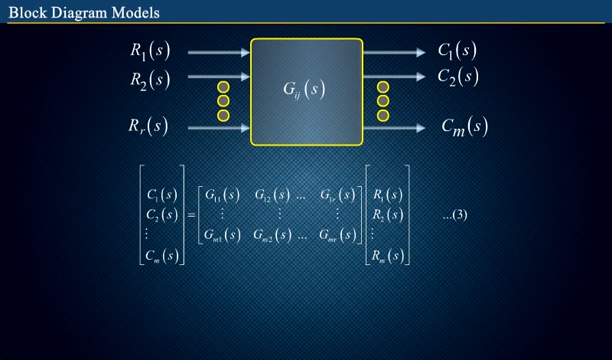 Block Diagram Models
R₁(s) C₁(s)
R₂(s) Gᵢⱼ(s) C₂(s)
Rᵣ(s) Cₘ(s)
[C₁(s) C₂(s) ⋮ Cₘ(s)] = [G₁₁(s) G₁₂(s) ... G₁ᵣ(s) ⋮ ⋮ ⋮ Gₘ₁(s) Gₘ₂(s) ... Gₘᵣ(s)] [R₁(s) R₂(s) ⋮ Rₘ(s)] ...(3)